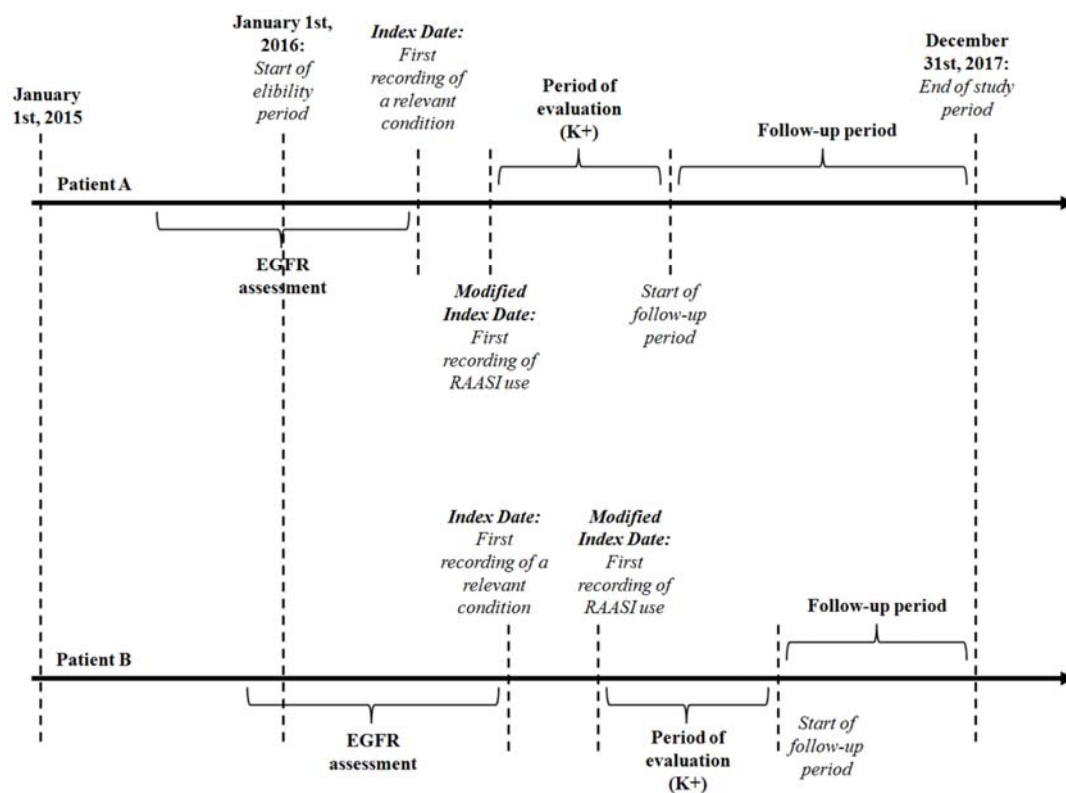 January
1st, 2015
January 1st,
2016:
Start of
elibility
period
Index Date:
First
recording of
a relevant
condition
Period of
evaluation
(K+)
Follow-up period
December
31st, 2017:
End of study
period
Patient A
EGFR
assessment
Modified
Index Date:
First
recording of
RAASI use
Start of
follow-up
period
Index Date:
First
recording of a
relevant
condition
Modified
Index Date:
First
recording of
RAASI use
Follow-up period
Patient B
EGFR
assessment
Period of
evaluation
(K+)
Start of
follow-up
period